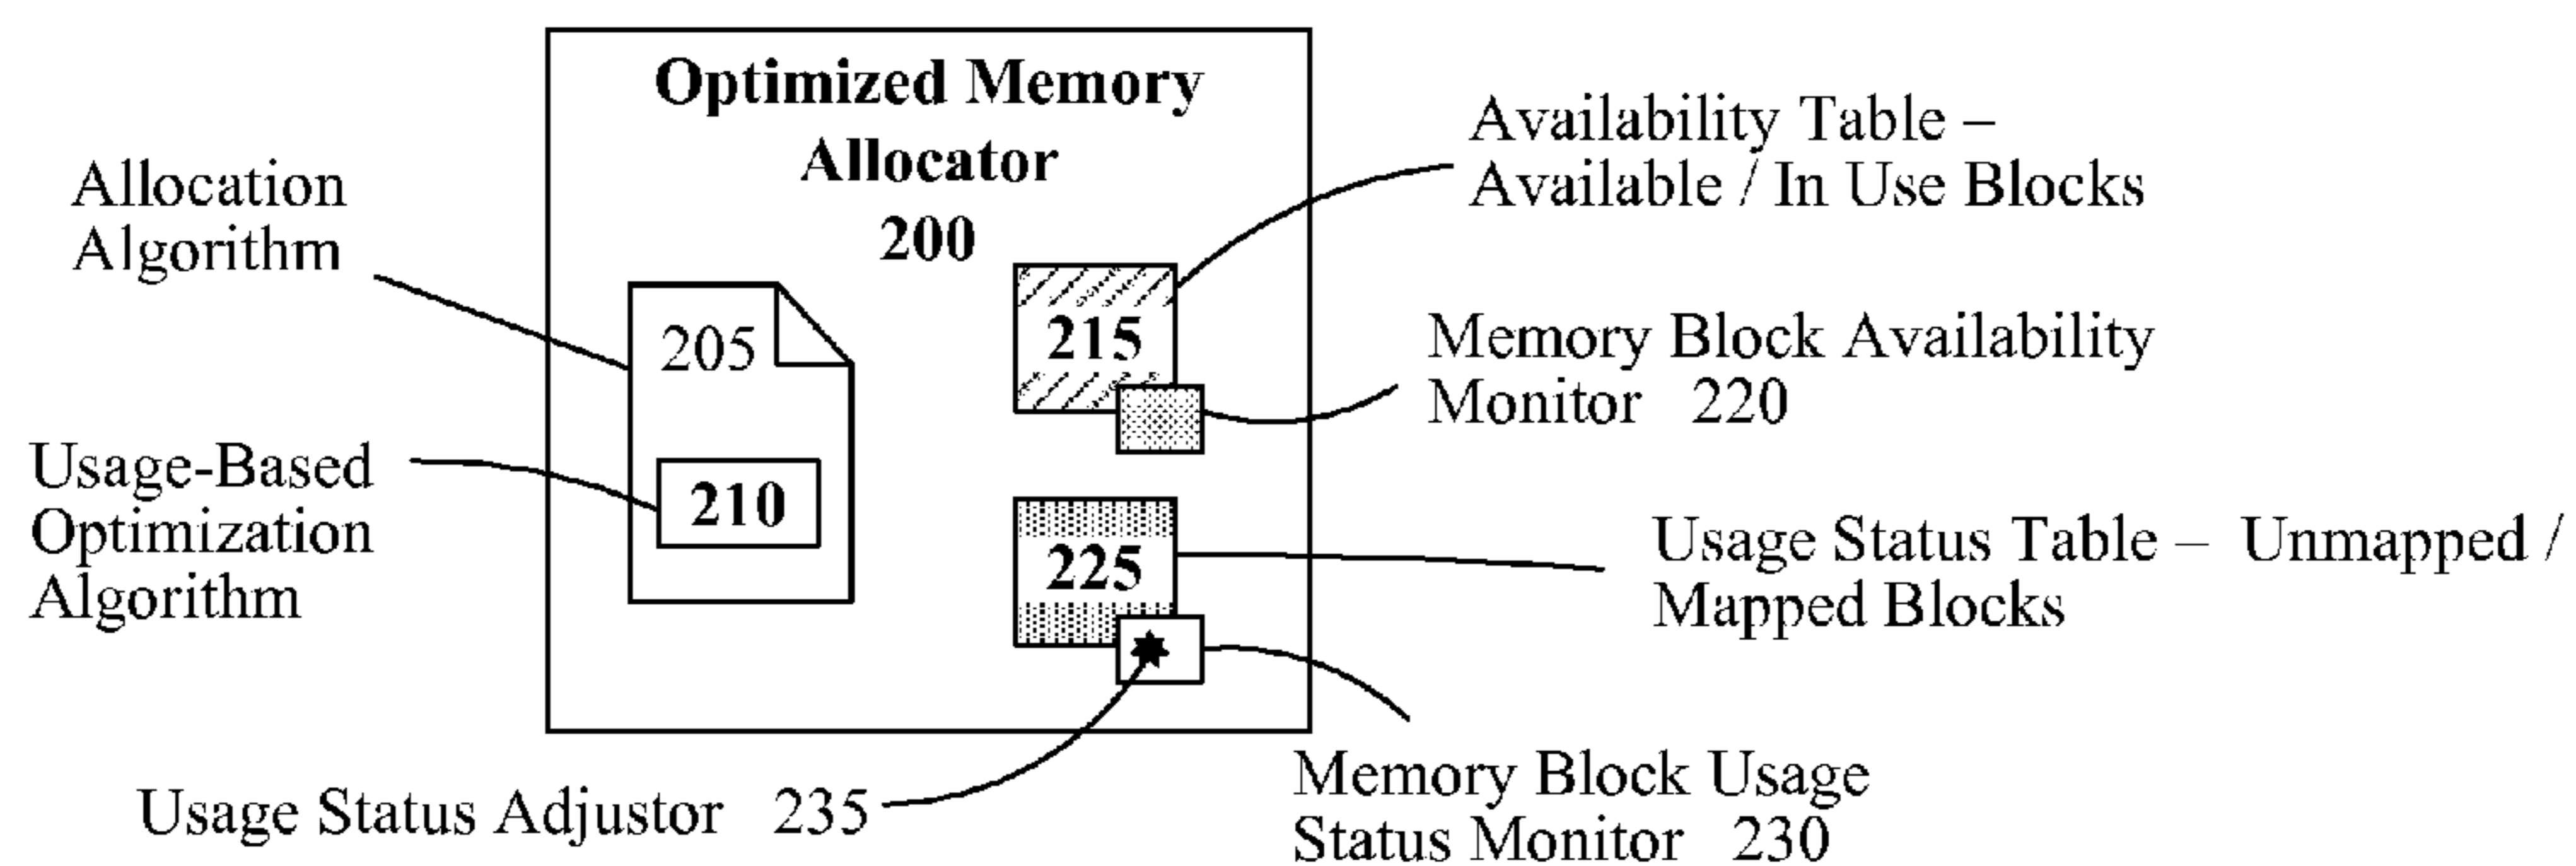 Optimized Memory
Allocator
200
Allocation
Algorithm
205
Usage-Based
Optimization
Algorithm
210
215
Availability Table –
Available / In Use Blocks
Memory Block Availability
Monitor 220
225
Usage Status Table – Unmapped /
Mapped Blocks
Usage Status Adjustor 235
Memory Block Usage
Status Monitor 230